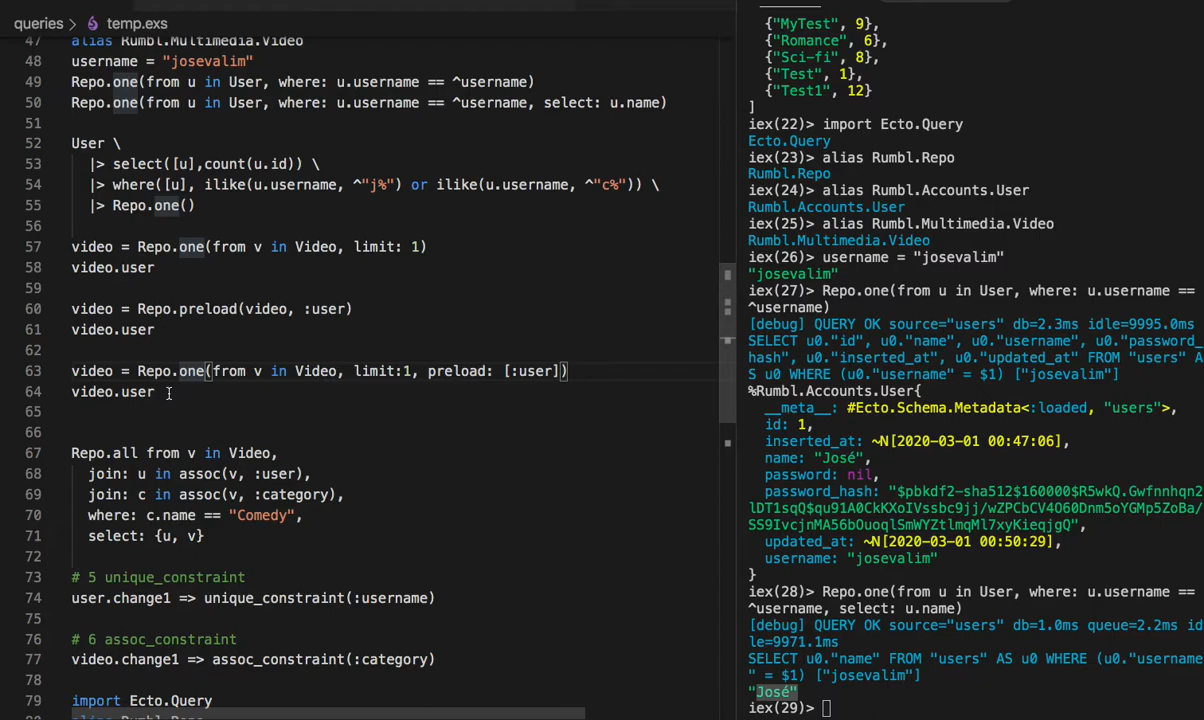 queries > temp.exs
47 alias Rumbl.Multimedia.Video
48 username = "josevalim"
49 Repo.one(from u in User, where: u.username == ^username)
50 Repo.one(from u in User, where: u.username == ^username, select: u.name)
51
52 User \
53 |> select([u],count(u.id)) \
54 |> where([u], ilike(u.username, ^"j%") or ilike(u.username, ^"c%")) \
55 |> Repo.one()
56
57 video = Repo.one(from v in Video, limit: 1)
58 video.user
59
60 video = Repo.preload(video, :user)
61 video.user
62
63 video = Repo.one(from v in Video, limit:1, preload: [:user])
64 video.user
65
66
67 Repo.all from v in Video,
68 join: u in assoc(v, :user),
69 join: c in assoc(v, :category),
70 where: c.name == "Comedy",
71 select: {u, v}
72
73 # 5 unique_constraint
74 user.change1 => unique_constraint(:username)
75
76 # 6 assoc_constraint
77 video.change1 => assoc_constraint(:category)
78
79 import Ecto.Query
{"MyTest", 9},
{"Romance", 6},
{"Sci-fi", 8},
{"Test", 1},
{"Test1", 12}
]
iex(22)> import Ecto.Query
Ecto.Query
iex(23)> alias Rumbl.Repo
Rumbl.Repo
iex(24)> alias Rumbl.Accounts.User
Rumbl.Accounts.User
iex(25)> alias Rumbl.Multimedia.Video
Rumbl.Multimedia.Video
iex(26)> username = "josevalim"
"josevalim"
iex(27)> Repo.one(from u in User, where: u.username ==
^username)
[debug] QUERY OK source="users" db=2.3ms idle=9995.0m
SELECT u0."id", u0."name", u0."username", u0."password_
hash", u0."inserted_at", u0."updated_at" FROM "users" A
S u0 WHERE (u0."username" = $1) ["josevalim"]
%Rumbl.Accounts.User{
__meta__: #Ecto.Schema.Metadata<:loaded, "users">,
id: 1,
inserted_at: ~N[2020-03-01 00:47:06],
name: "José",
password: nil,
password_hash: "$pbkdf2-sha512$160000$R5wkQ.Gwfnnhqn2
lDT1sqQ$qu91A0CkKXoIVssbc9jj/wZPCbCV4O60Dnm5oYGMp5ZoBa/
SS9IvcjnMA56bOuoqlSmWYZtlmqMl7xyKieqjgQ",
updated_at: ~N[2020-03-01 00:50:29],
username: "josevalim"
}
iex(28)> Repo.one(from u in User, where: u.username ==
^username, select: u.name)
[debug] QUERY OK source="users" db=1.0ms queue=2.2ms id
le=9971.1ms
SELECT u0."name" FROM "users" AS u0 WHERE (u0."username
" = $1) ["josevalim"]
"José"
iex(29)>